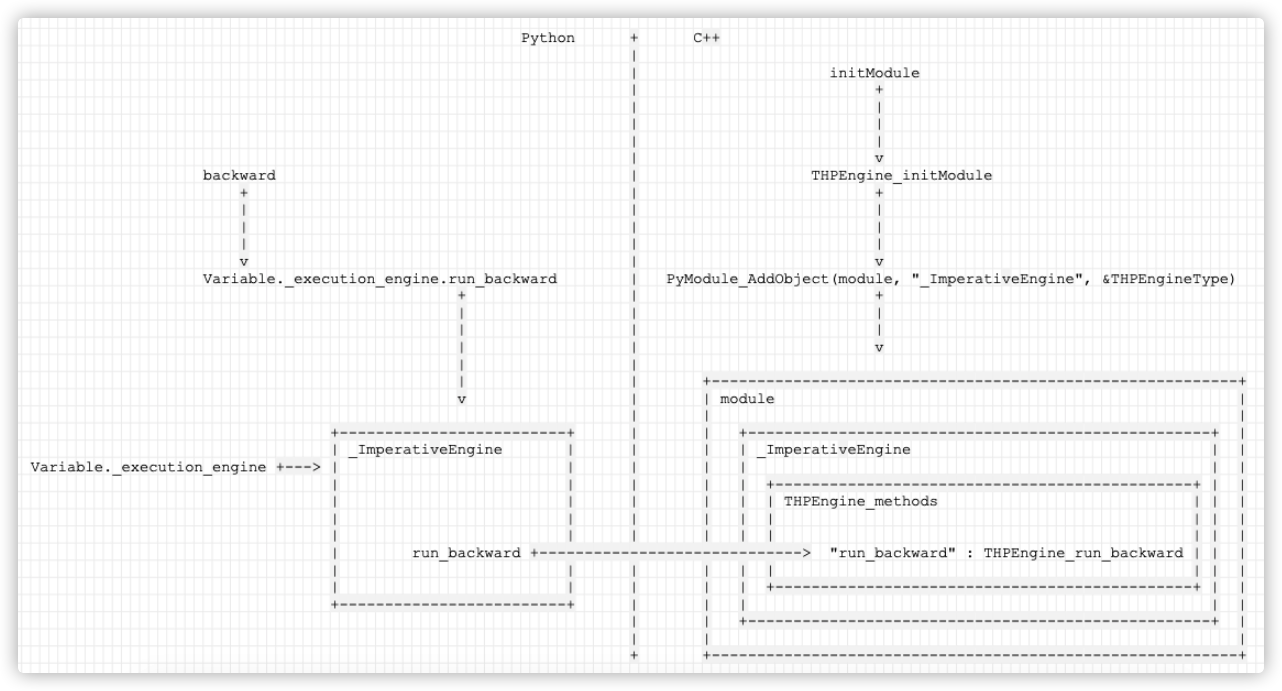 Python C++
initModule
backward THPEngine_initModule
Variable._execution_engine.run_backward PyModule_AddObject(module, "_ImperativeEngine", &THPEngineType)
module
_ImperativeEngine _ImperativeEngine
Variable._execution_engine
THPEngine_methods
run_backward "run_backward" : THPEngine_run_backward